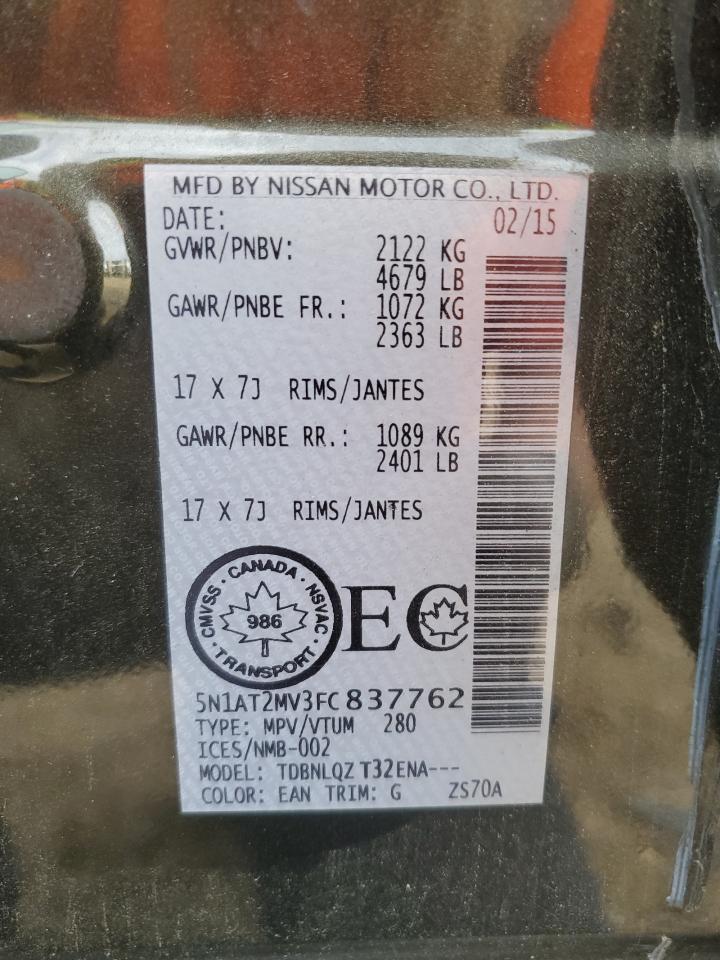 MFD BY NISSAN MOTOR CO., LTD.
DATE: 02/15
GVWR/PNBV: 2122 KG
4679 LB
GAWR/PNBE FR.: 1072 KG
2363 LB
17 X 7J RIMS/JANTES
GAWR/PNBE RR.: 1089 KG
2401 LB
17 X 7J RIMS/JANTES
CMVSS · CANADA · NSVAC · TRANSPORT ·
986
EC
5N1AT2MV3FC837762
TYPE: MPV/VTUM 280
ICES/NMB-002
MODEL: TDBNLQZ T32ENA---
COLOR: EAN TRIM: G ZS70A